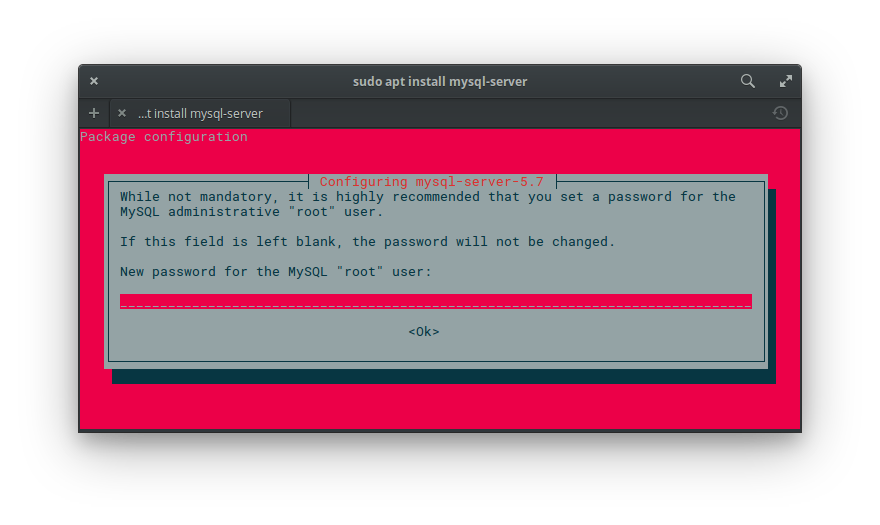 sudo apt install mysql-server
...t install mysql-server
Package configuration
Configuring mysql-server-5.7
While not mandatory, it is highly recommended that you set a password for the
MySQL administrative "root" user.
If this field is left blank, the password will not be changed.
New password for the MySQL "root" user:
<Ok>